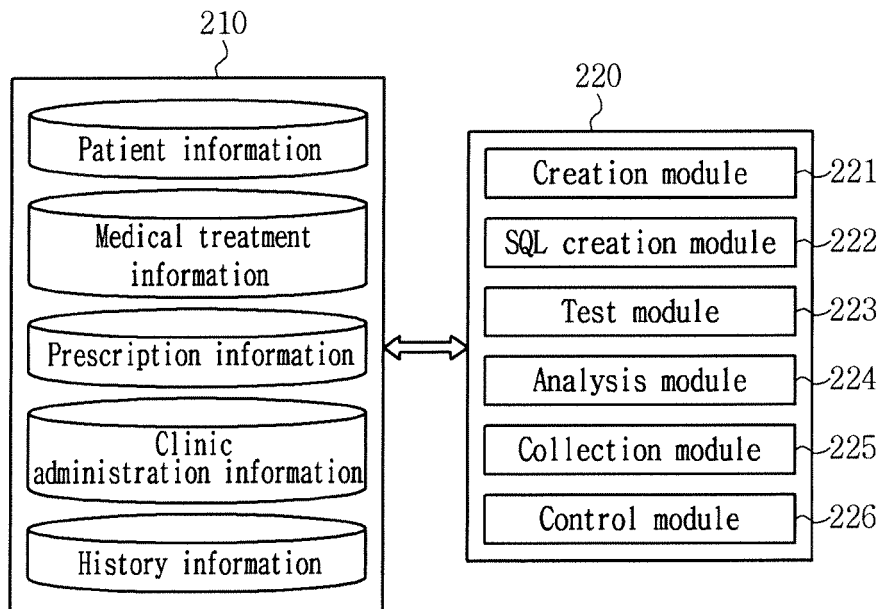 210
Patient information
Medical treatment
information
Prescription information
Clinic
administration information
History information
220
Creation module
221
SQL creation module
222
Test module
223
Analysis module
224
Collection module
225
Control module
226